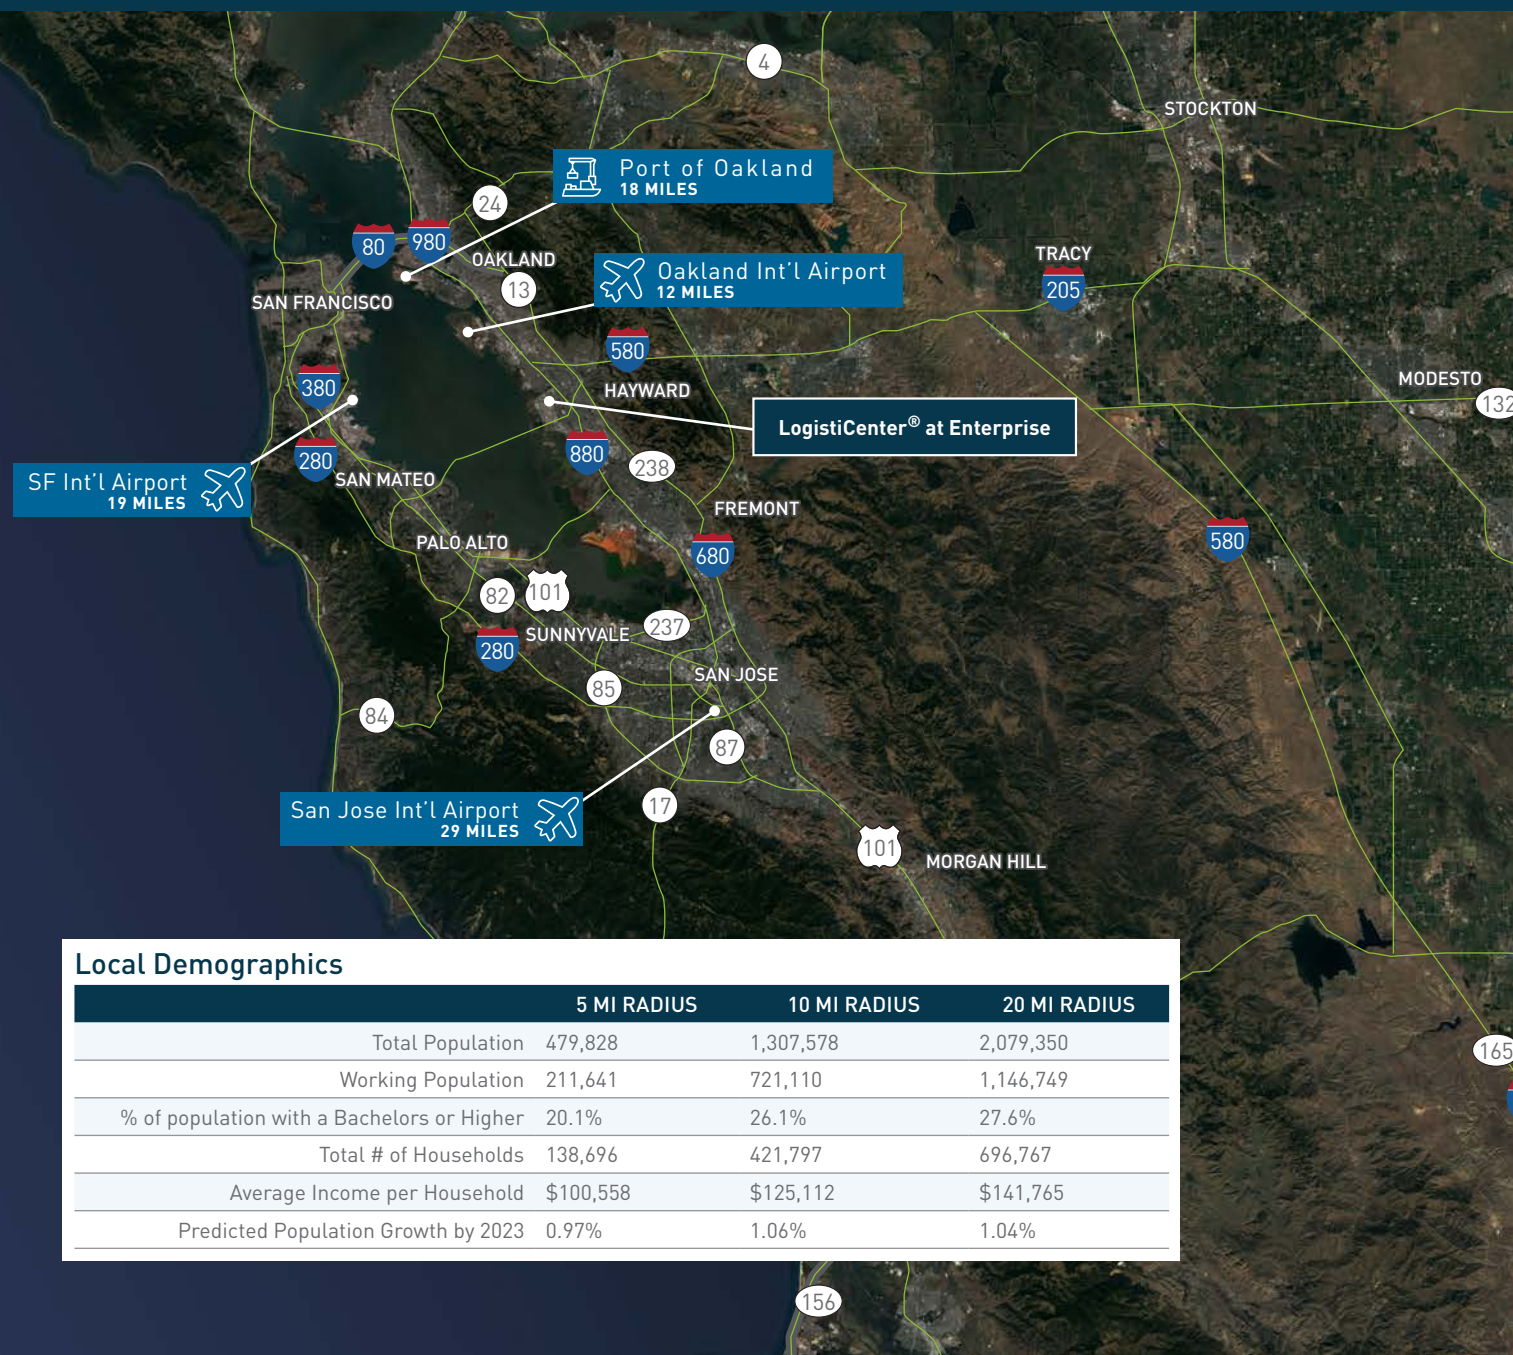 4
STOCKTON
Port of Oakland
18 MILES
24
80
980
OAKLAND
TRACY
Oakland Int'l Airport
12 MILES
13
205
SAN FRANCISCO
580
380
HAYWARD
MODESTO
132
LogistiCenter® at Enterprise
280
880
238
SAN MATEO
SF Int'l Airport
19 MILES
FREMONT
PALO ALTO
680
580
82
101
237
SUNNYVALE
280
SAN JOSE
85
84
87
San Jose Int'l Airport
29 MILES
17
101
MORGAN HILL
Local Demographics
5 MI RADIUS 10 MI RADIUS 20 MI RADIUS
Total Population 479,828 1,307,578 2,079,350
Working Population 211,641 721,110 1,146,749
% of population with a Bachelors or Higher 20.1% 26.1% 27.6%
Total # of Households 138,696 421,797 696,767
Average Income per Household $100,558 $125,112 $141,765
Predicted Population Growth by 2023 0.97% 1.06% 1.04%
165
156